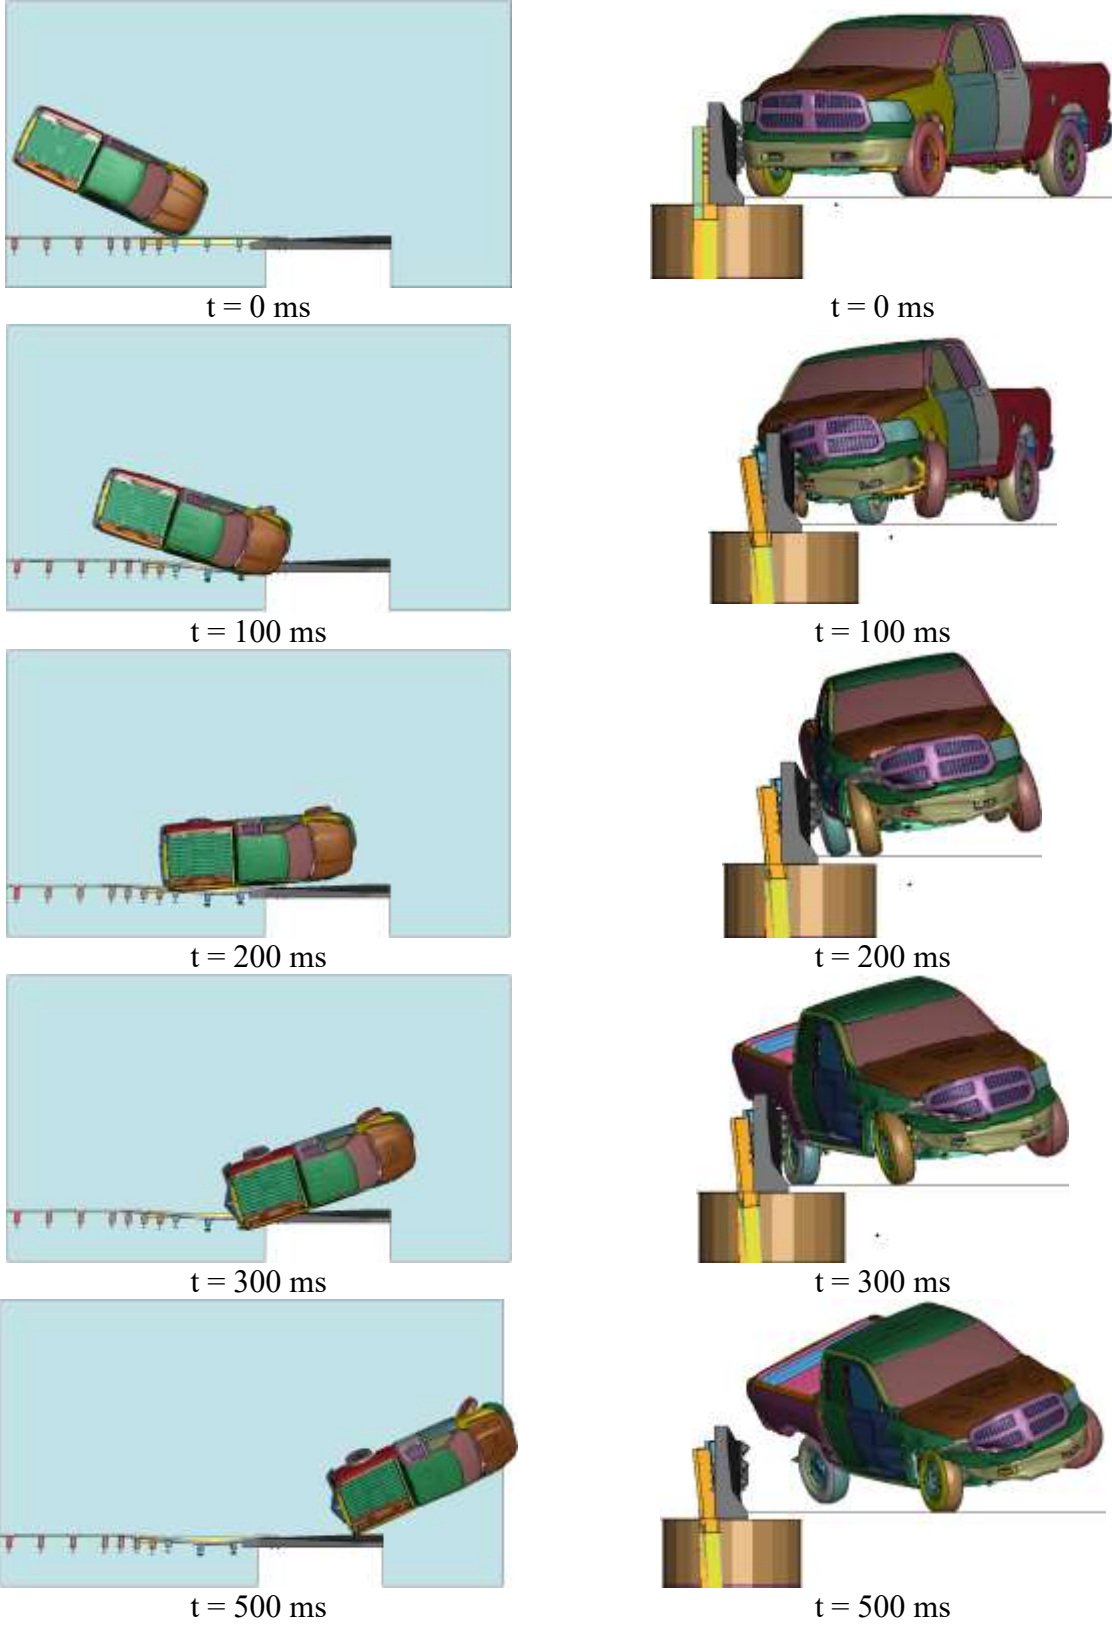 t = 0 ms
t = 0 ms
t = 100 ms
t = 100 ms
t = 200 ms
t = 200 ms
t = 300 ms
t = 300 ms
t = 500 ms
t = 500 ms